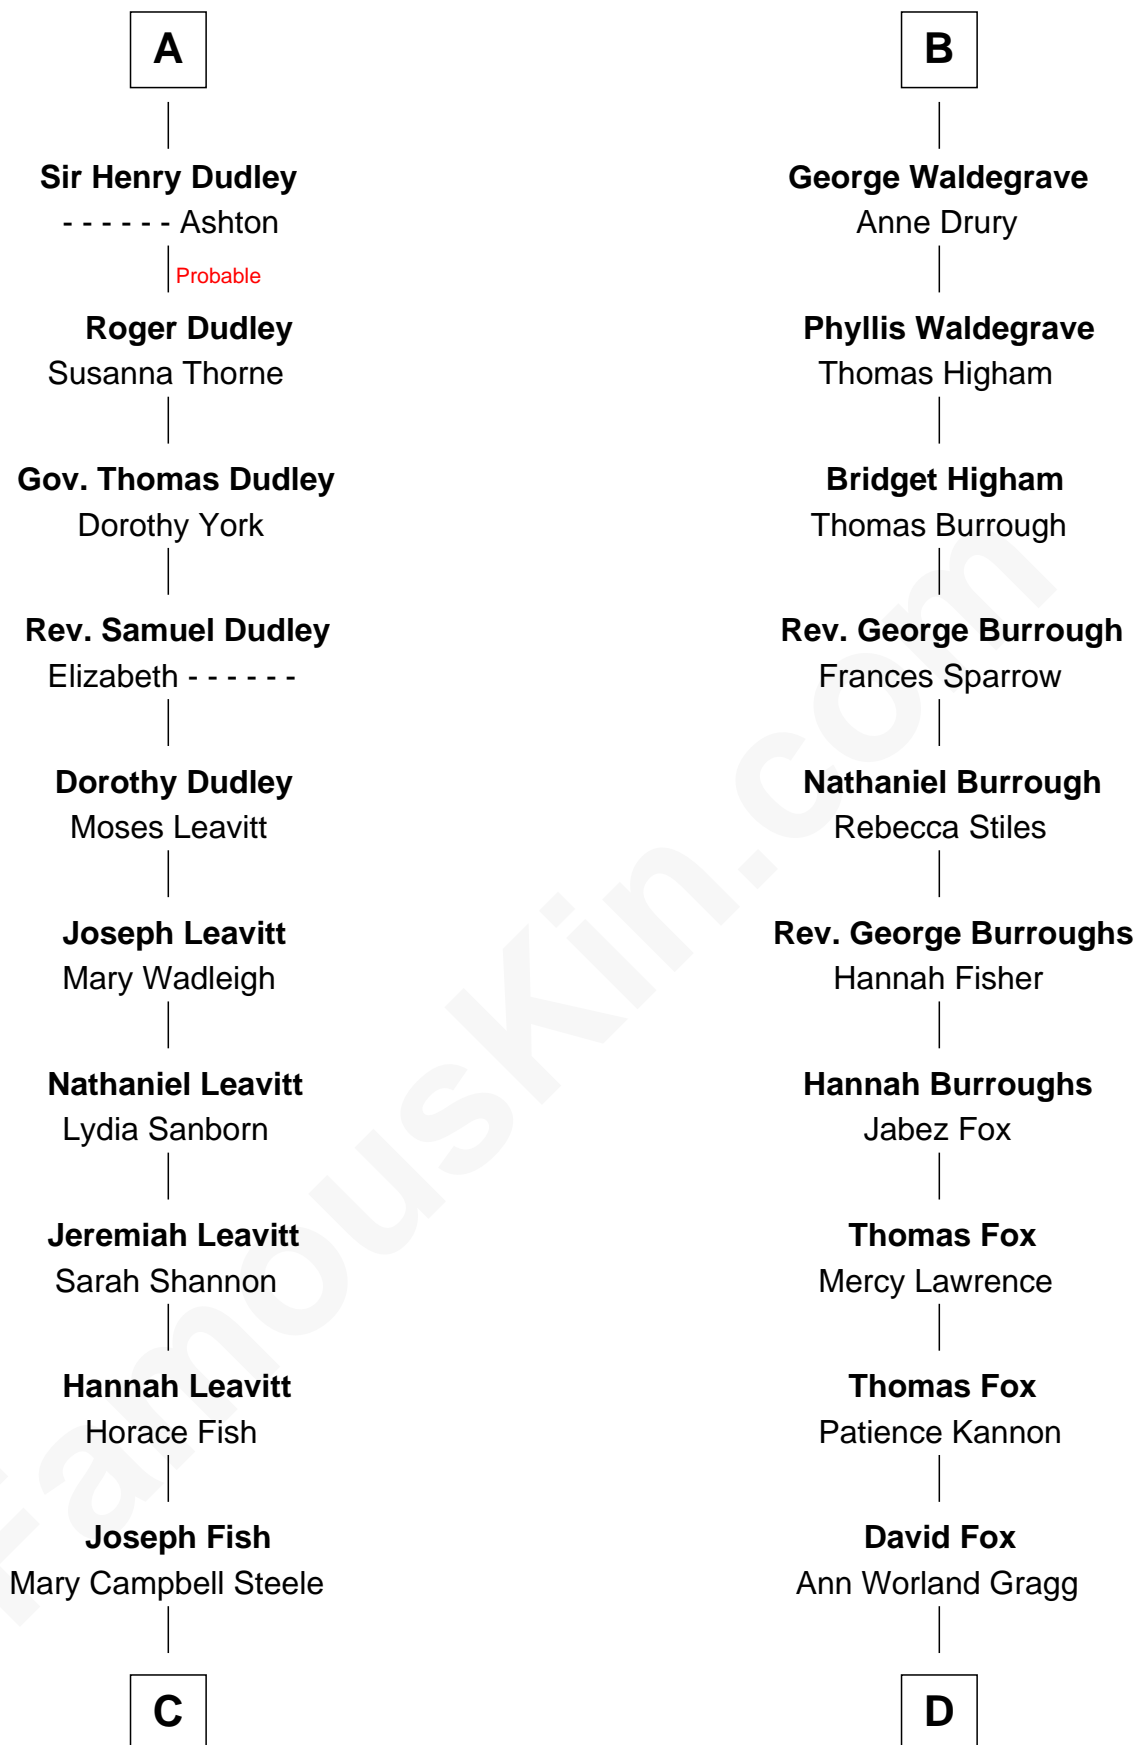 A
Sir Henry Dudley
- - - - - - Ashton
Probable
Roger Dudley
Susanna Thorne
Gov. Thomas Dudley
Dorothy York
Rev. Samuel Dudley
Elizabeth - - - - - -
Dorothy Dudley
Moses Leavitt
Joseph Leavitt
Mary Wadleigh
Nathaniel Leavitt
Lydia Sanborn
Jeremiah Leavitt
Sarah Shannon
Hannah Leavitt
Horace Fish
Joseph Fish
Mary Campbell Steele
C
B
George Waldegrave
Anne Drury
Phyllis Waldegrave
Thomas Higham
Bridget Higham
Thomas Burrough
Rev. George Burrough
Frances Sparrow
Nathaniel Burrough
Rebecca Stiles
Rev. George Burroughs
Hannah Fisher
Hannah Burroughs
Jabez Fox
Thomas Fox
Mercy Lawrence
Thomas Fox
Patience Kannon
David Fox
Ann Worland Gragg
D
FamousKin.com